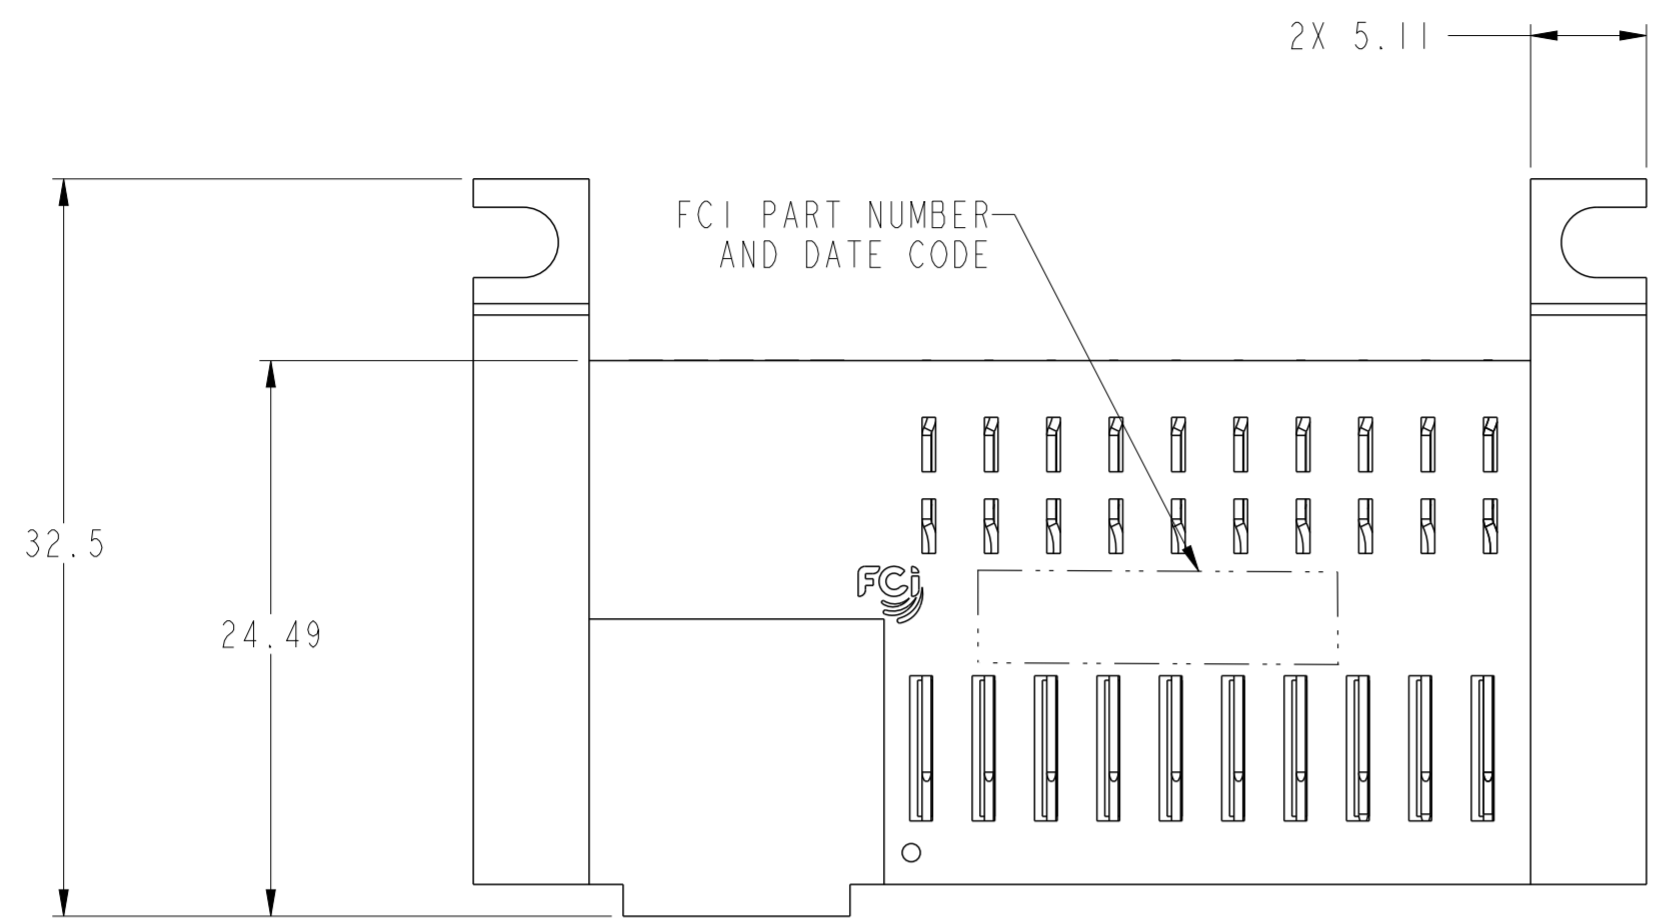 2X 5.11
FCI PART NUMBER
AND DATE CODE
32.5
FCi
24.49